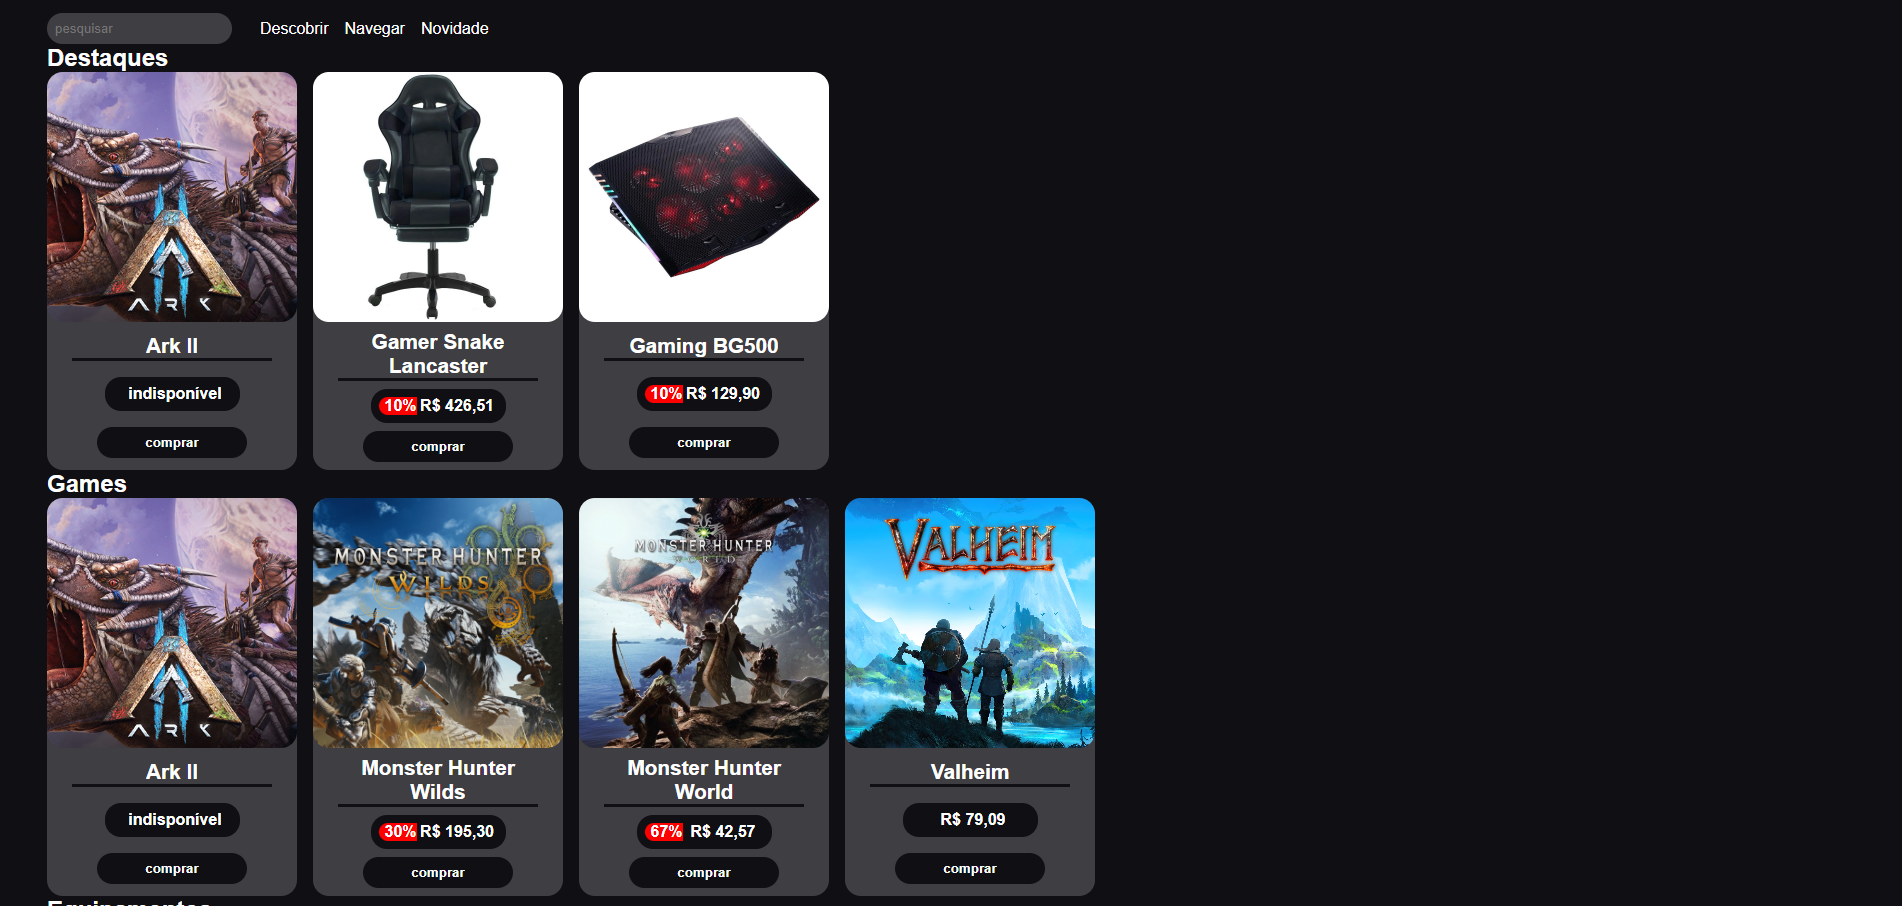 pesquisar
Descobrir Navegar Novidade
Destaques
ARK
Ark II
indisponível
comprar
Gamer Snake
Lancaster
10% R$ 426,51
comprar
Gaming BG500
10% R$ 129,90
comprar
Games
ARK
Ark II
indisponível
comprar
MONSTER HUNTER
WILDS
Monster Hunter
Wilds
30% R$ 195,30
comprar
MONSTER HUNTER
WORLD
Monster Hunter
World
67% R$ 42,57
comprar
VALHEIM
Valheim
R$ 79,09
comprar
Equipamentos